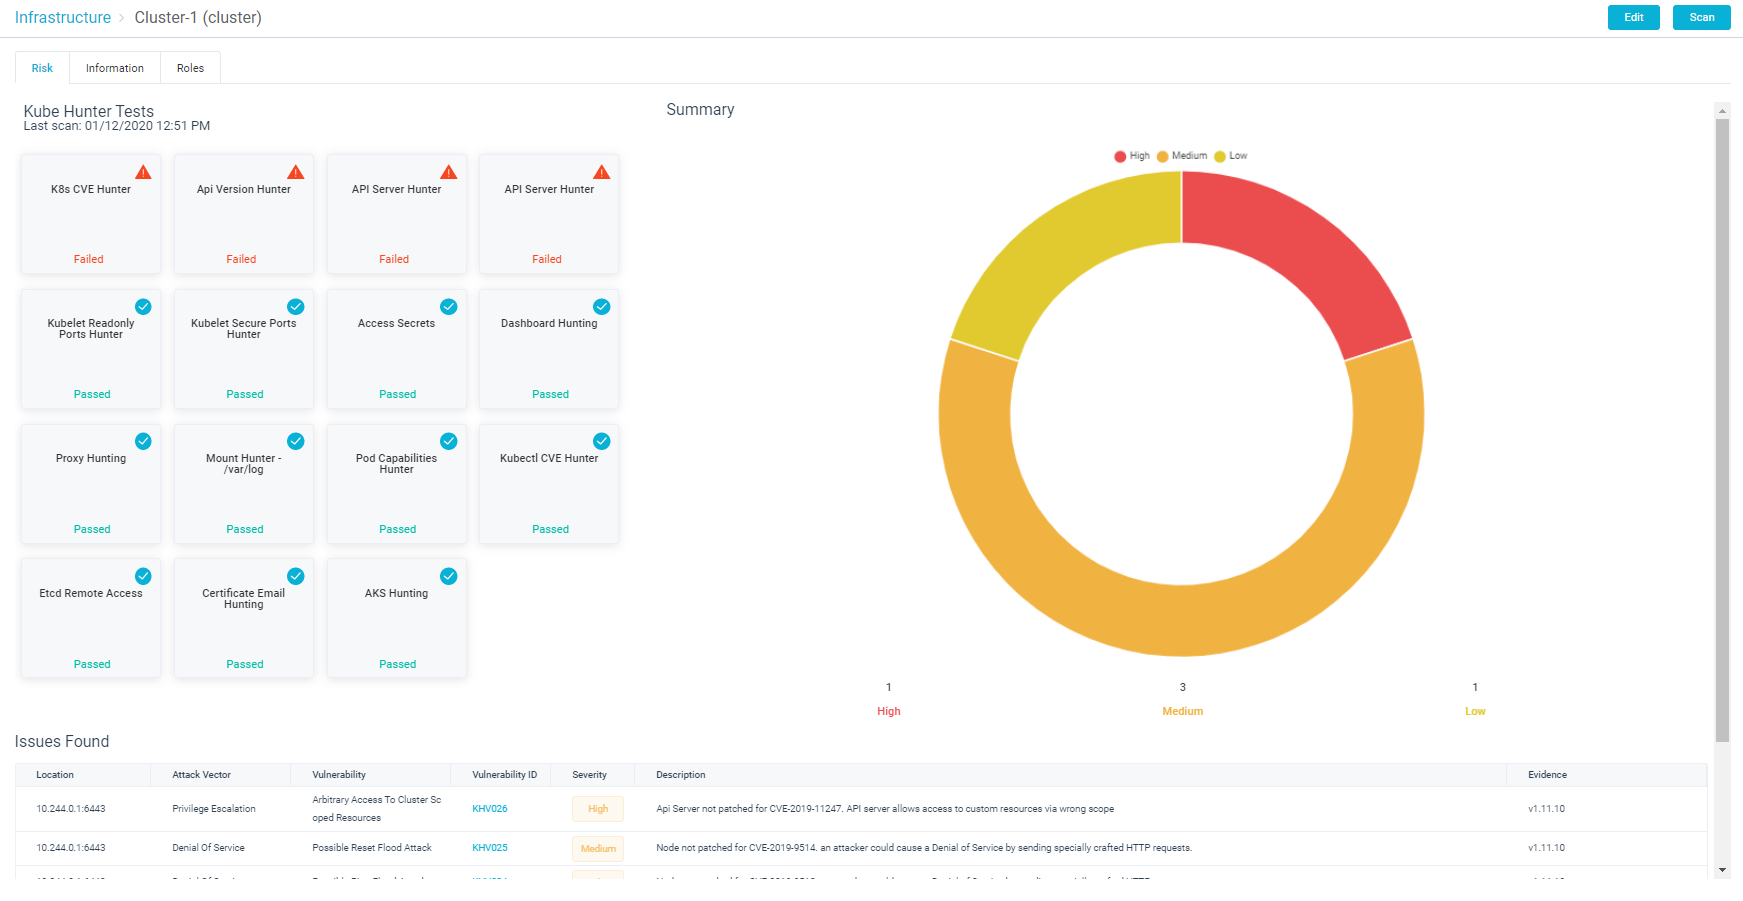 Infrastructure > Cluster-1 (cluster)
Edit
Scan
Risk
Information
Roles
Kube Hunter Tests
Last scan: 01/12/2020 12:51 PM
K8s CVE Hunter
Failed
Api Version Hunter
Failed
API Server Hunter
Failed
API Server Hunter
Failed
Kubelet Readonly
Ports Hunter
Passed
Kubelet Secure Ports
Hunter
Passed
Access Secrets
Passed
Dashboard Hunting
Passed
Proxy Hunting
Passed
Mount Hunter -
/var/log
Passed
Pod Capabilities
Hunter
Passed
Kubectl CVE Hunter
Passed
Etcd Remote Access
Passed
Certificate Email
Hunting
Passed
AKS Hunting
Passed
Summary
High Medium Low
1
High
3
Medium
1
Low
Issues Found
Location Attack Vector Vulnerability Vulnerability ID Severity Description Evidence
10.244.0.1:6443
Privilege Escalation
Arbitrary Access To Cluster Sc
oped Resources
KHV026
High
Api Server not patched for CVE-2019-11247. API server allows access to custom resources via wrong scope
v1.11.10
10.244.0.1:6443
Denial Of Service
Possible Reset Flood Attack
KHV025
Medium
Node not patched for CVE-2019-9514. an attacker could cause a Denial of Service by sending specially crafted HTTP requests.
v1.11.10